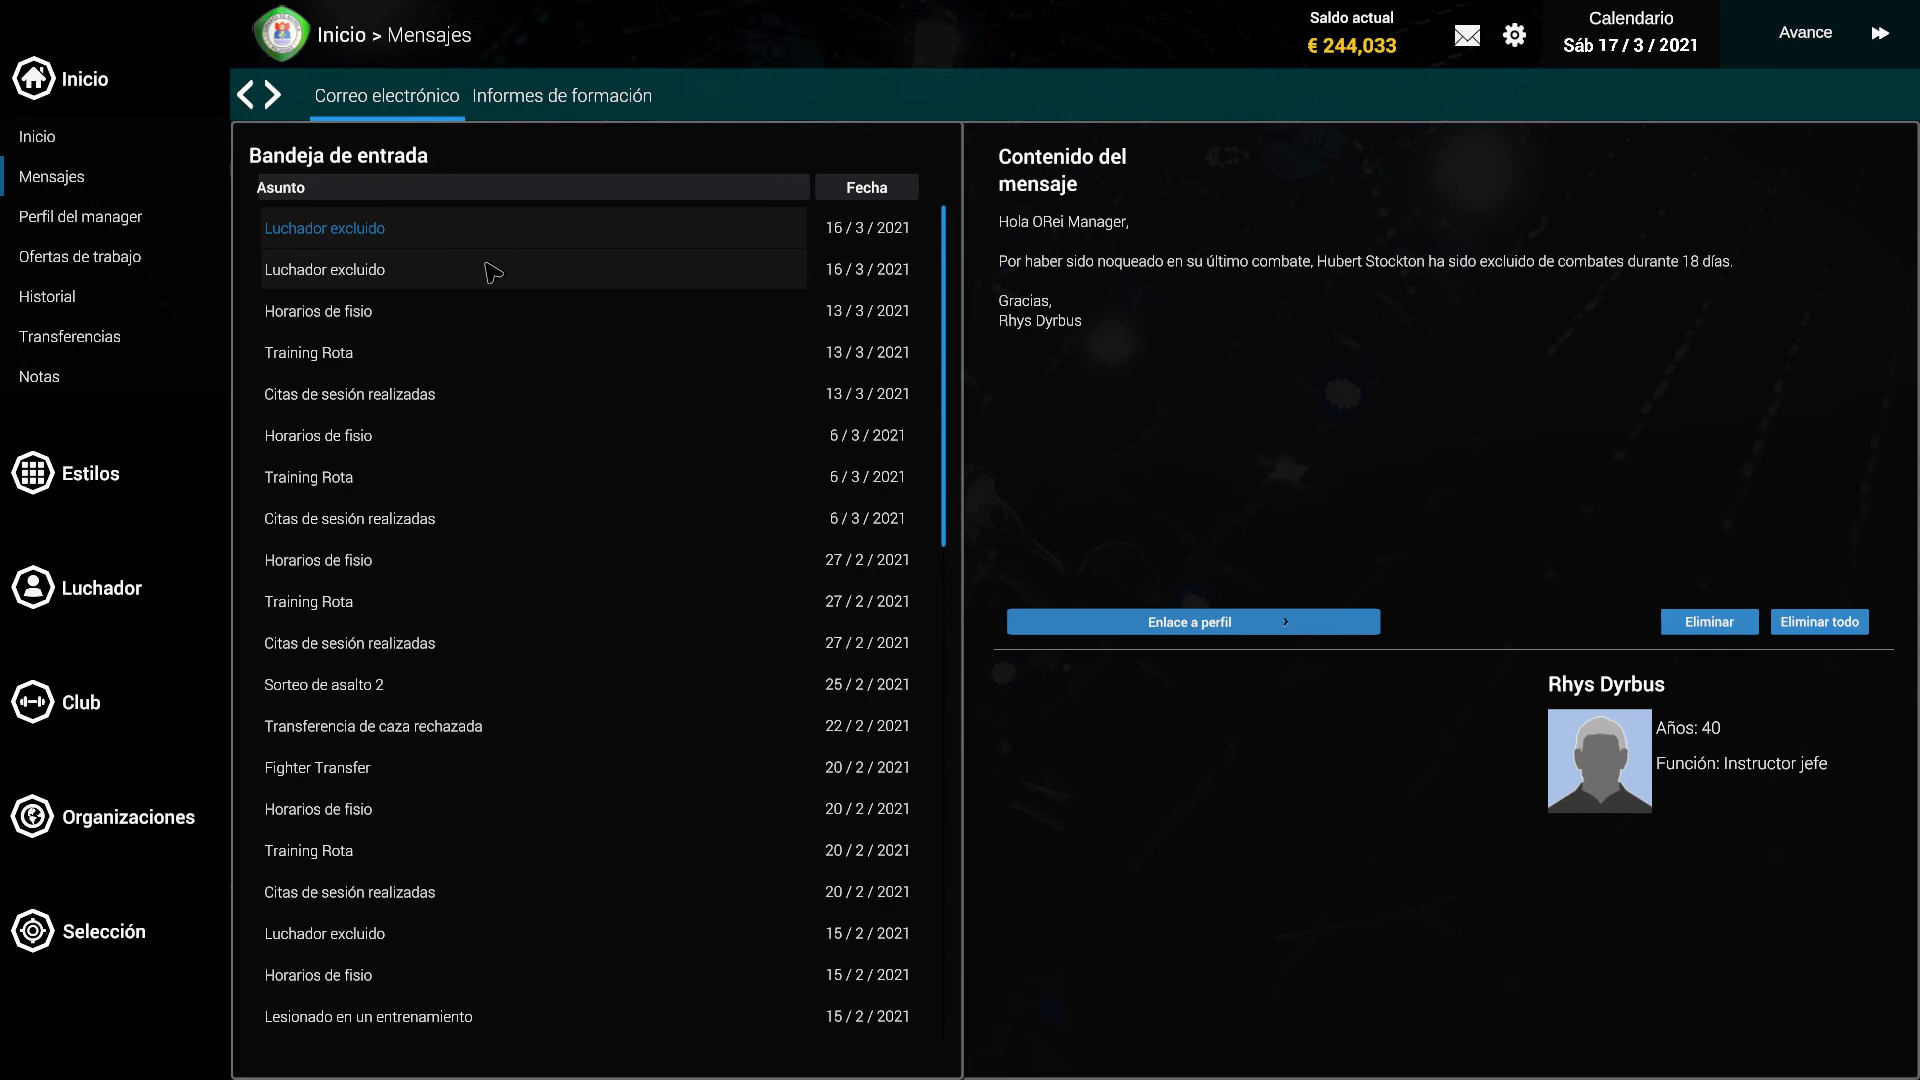 Inicio > Mensajes
Saldo actual
€ 244,033
Calendario
Sáb 17 / 3 / 2021
Avance
Inicio
Inicio
Mensajes
Perfil del manager
Ofertas de trabajo
Historial
Transferencias
Notas
Estilos
Luchador
Club
Organizaciones
Selección
Correo electrónico Informes de formación
Bandeja de entrada
Asunto Fecha
Luchador excluido 16 / 3 / 2021
Luchador excluido 16 / 3 / 2021
Horarios de fisio 13 / 3 / 2021
Training Rota 13 / 3 / 2021
Citas de sesión realizadas 13 / 3 / 2021
Horarios de fisio 6 / 3 / 2021
Training Rota 6 / 3 / 2021
Citas de sesión realizadas 6 / 3 / 2021
Horarios de fisio 27 / 2 / 2021
Training Rota 27 / 2 / 2021
Citas de sesión realizadas 27 / 2 / 2021
Sorteo de asalto 2 25 / 2 / 2021
Transferencia de caza rechazada 22 / 2 / 2021
Fighter Transfer 20 / 2 / 2021
Horarios de fisio 20 / 2 / 2021
Training Rota 20 / 2 / 2021
Citas de sesión realizadas 20 / 2 / 2021
Luchador excluido 15 / 2 / 2021
Horarios de fisio 15 / 2 / 2021
Lesionado en un entrenamiento 15 / 2 / 2021
Contenido del
mensaje
Hola ORei Manager,
Por haber sido noqueado en su último combate, Hubert Stockton ha sido excluido de combates durante 18 días.
Gracias,
Rhys Dyrbus
Enlace a perfil >
Eliminar
Eliminar todo
Rhys Dyrbus
Años: 40
Función: Instructor jefe